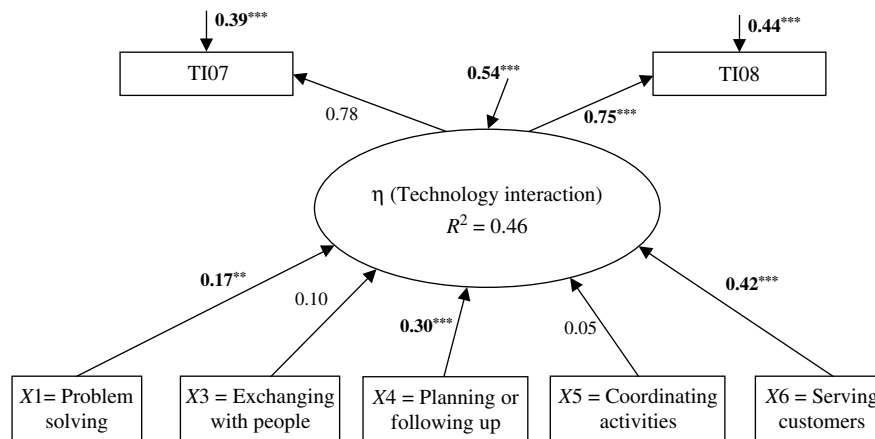 0.39***
0.44***
TI07
0.54***
TI08
0.78
0.75***
η (Technology interaction)
R² = 0.46
0.17**
0.10
0.30***
0.05
0.42***
X1= Problem
solving
X3 = Exchanging
with people
X4 = Planning or
following up
X5 = Coordinating
activities
X6 = Serving
customers